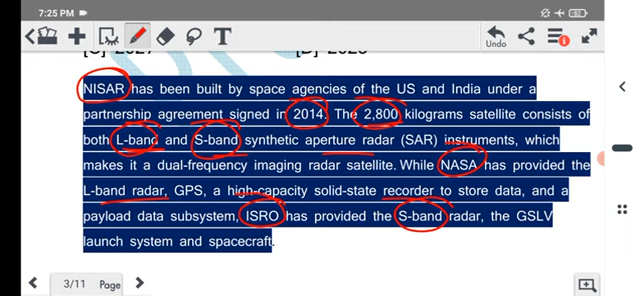 7:25 PM
52
Undo
NISAR has been built by space agencies of the US and India under a
partnership agreement signed in 2014. The 2,800 kilograms satellite consists of
both L-band and S-band synthetic aperture radar (SAR) instruments, which
makes it a dual-frequency imaging radar satellite. While NASA has provided the
L-band radar, GPS, a high-capacity solid-state recorder to store data, and a
payload data subsystem, ISRO has provided the S-band radar, the GSLV
launch system and spacecraft.
3/11 Page